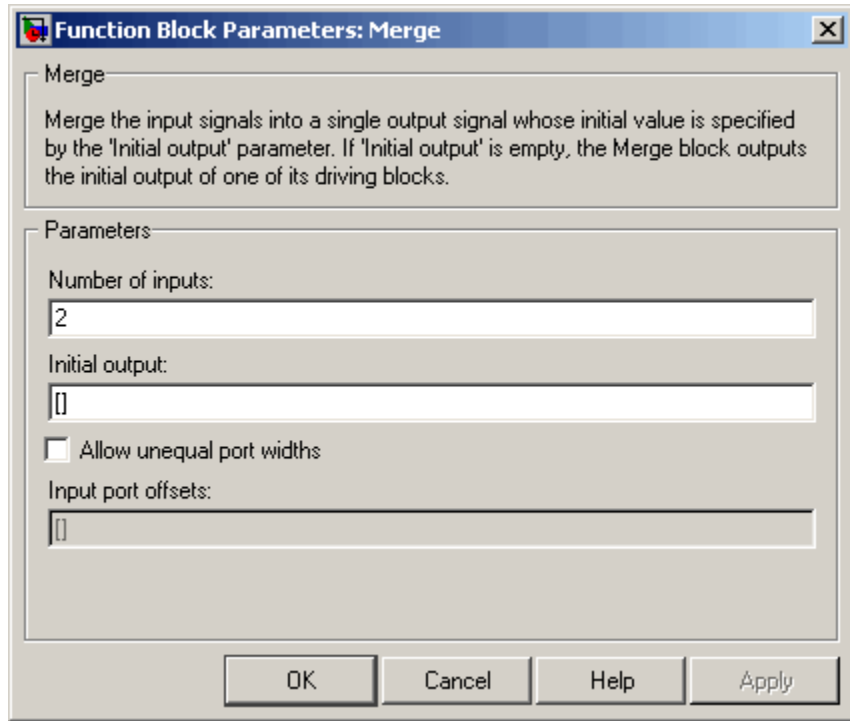 Function Block Parameters: Merge
Merge
Merge the input signals into a single output signal whose initial value is specified
by the 'Initial output' parameter. If 'Initial output' is empty, the Merge block outputs
the initial output of one of its driving blocks.
Parameters
Number of inputs:
2
Initial output:
[]
Allow unequal port widths
Input port offsets:
[]
OK Cancel Help Apply